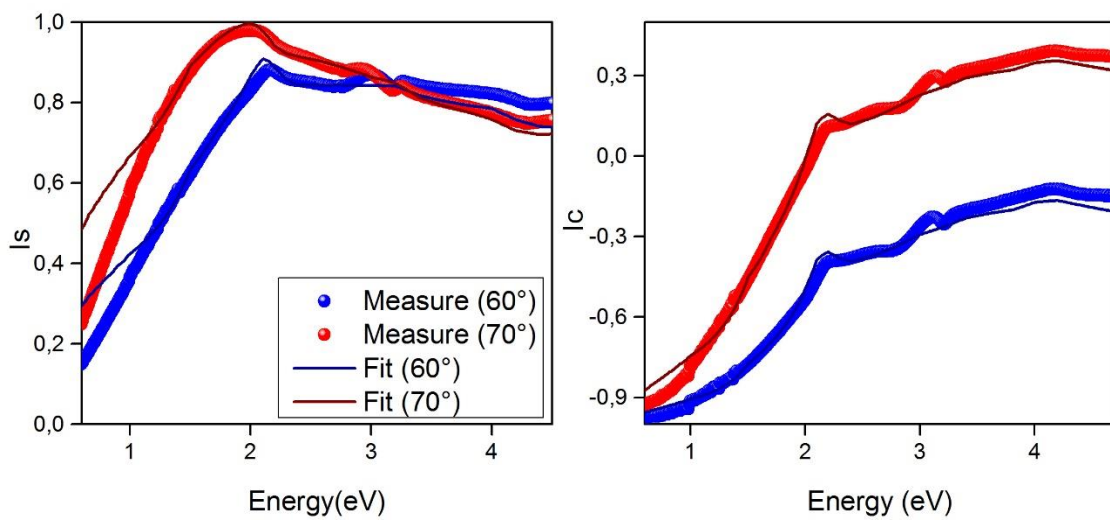 1,0
0,8
0,6
0,4
0,2
0,0
Is
1
2
3
4
Energy(eV)
Measure (60°)
Measure (70°)
Fit (60°)
Fit (70°)
0,3
0,0
-0,3
-0,6
-0,9
Ic
1
2
3
4
Energy (eV)